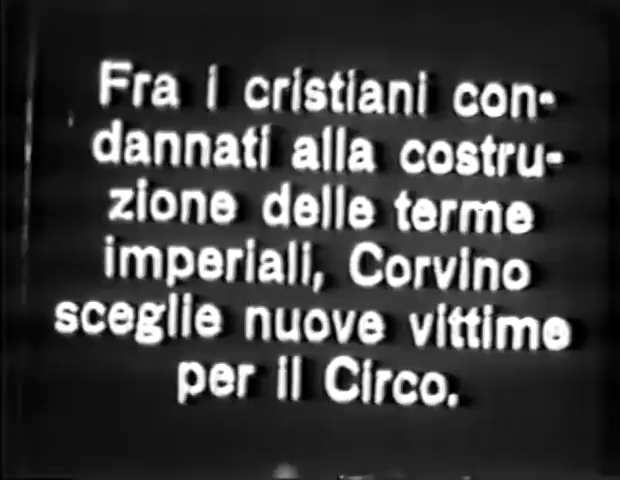 Fra i cristiani con-
dannati alla costru-
zione delle terme
imperiali, Corvino
sceglie nuove vittime
per il Circo.